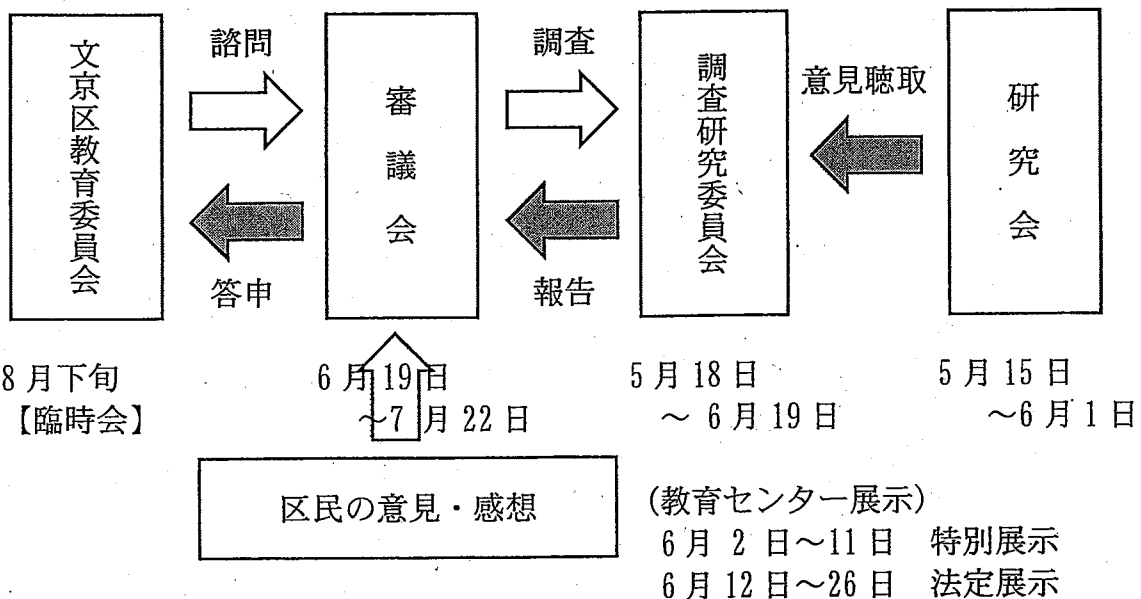 文京区教育委員会
諮問
答申
審議会
調査
報告
調査研究委員会
意見聴取
研究会
8月下旬
【臨時会】
6月19日
～7月22日
5月18日
～6月19日
5月15日
～6月1日
区民の意見・感想
(教育センター展示)
6月2日～11日 特別展示
6月12日～26日 法定展示